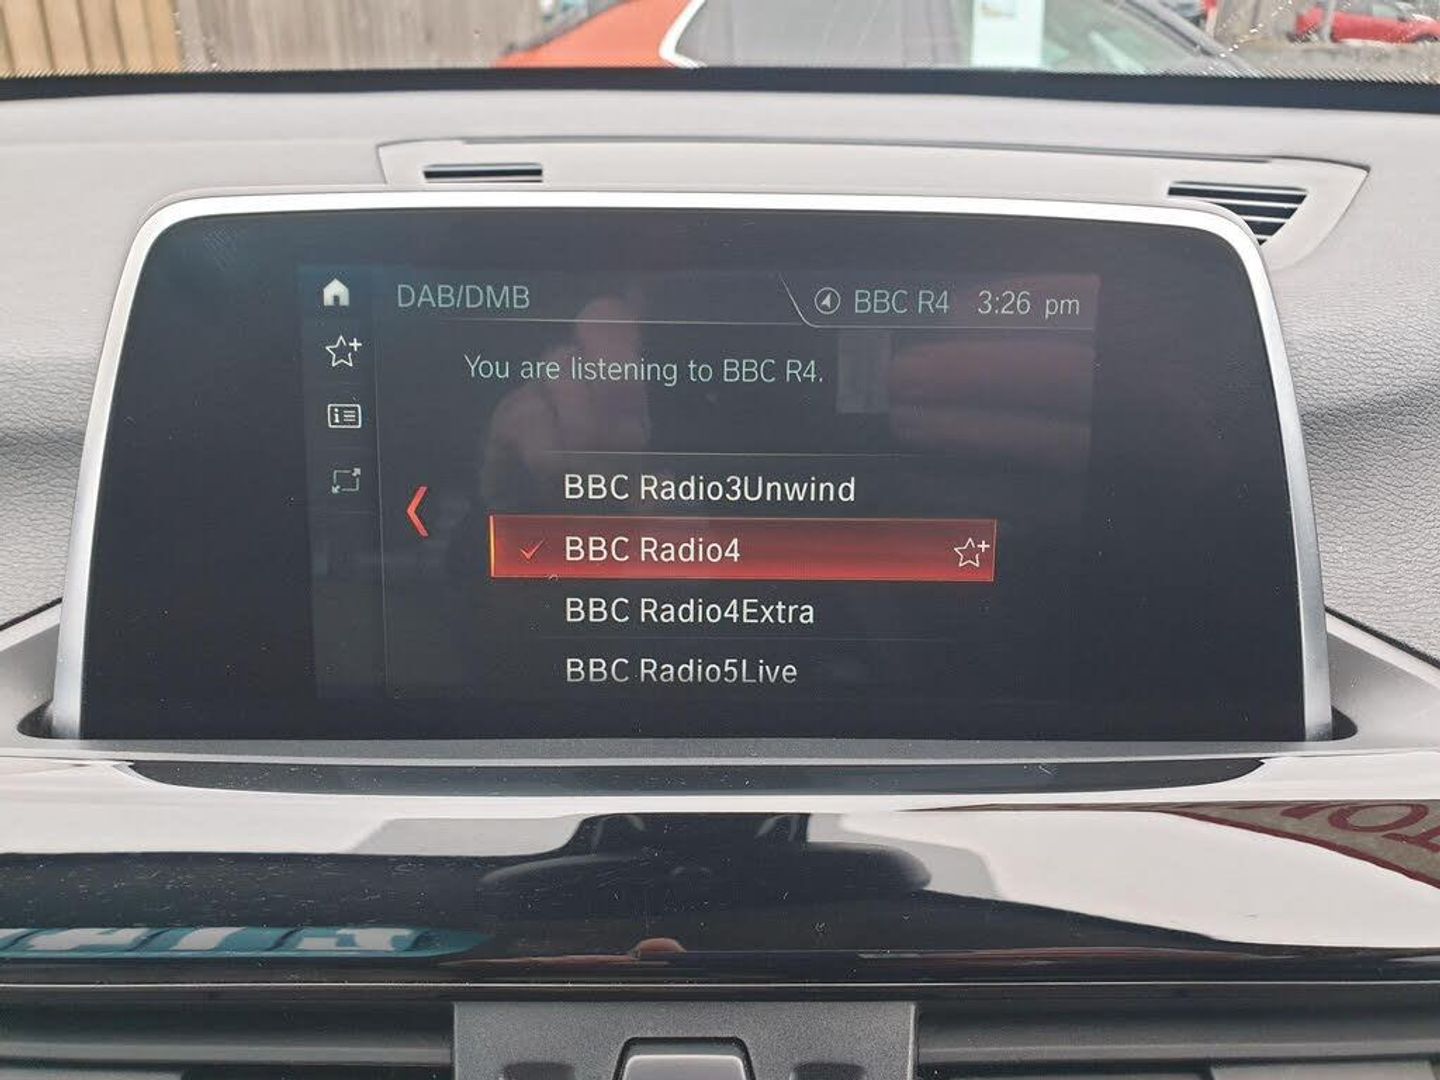 DAB/DMB
BBC R4 3:26 pm
You are listening to BBC R4.
BBC Radio3Unwind
BBC Radio4
BBC Radio4Extra
BBC Radio5Live